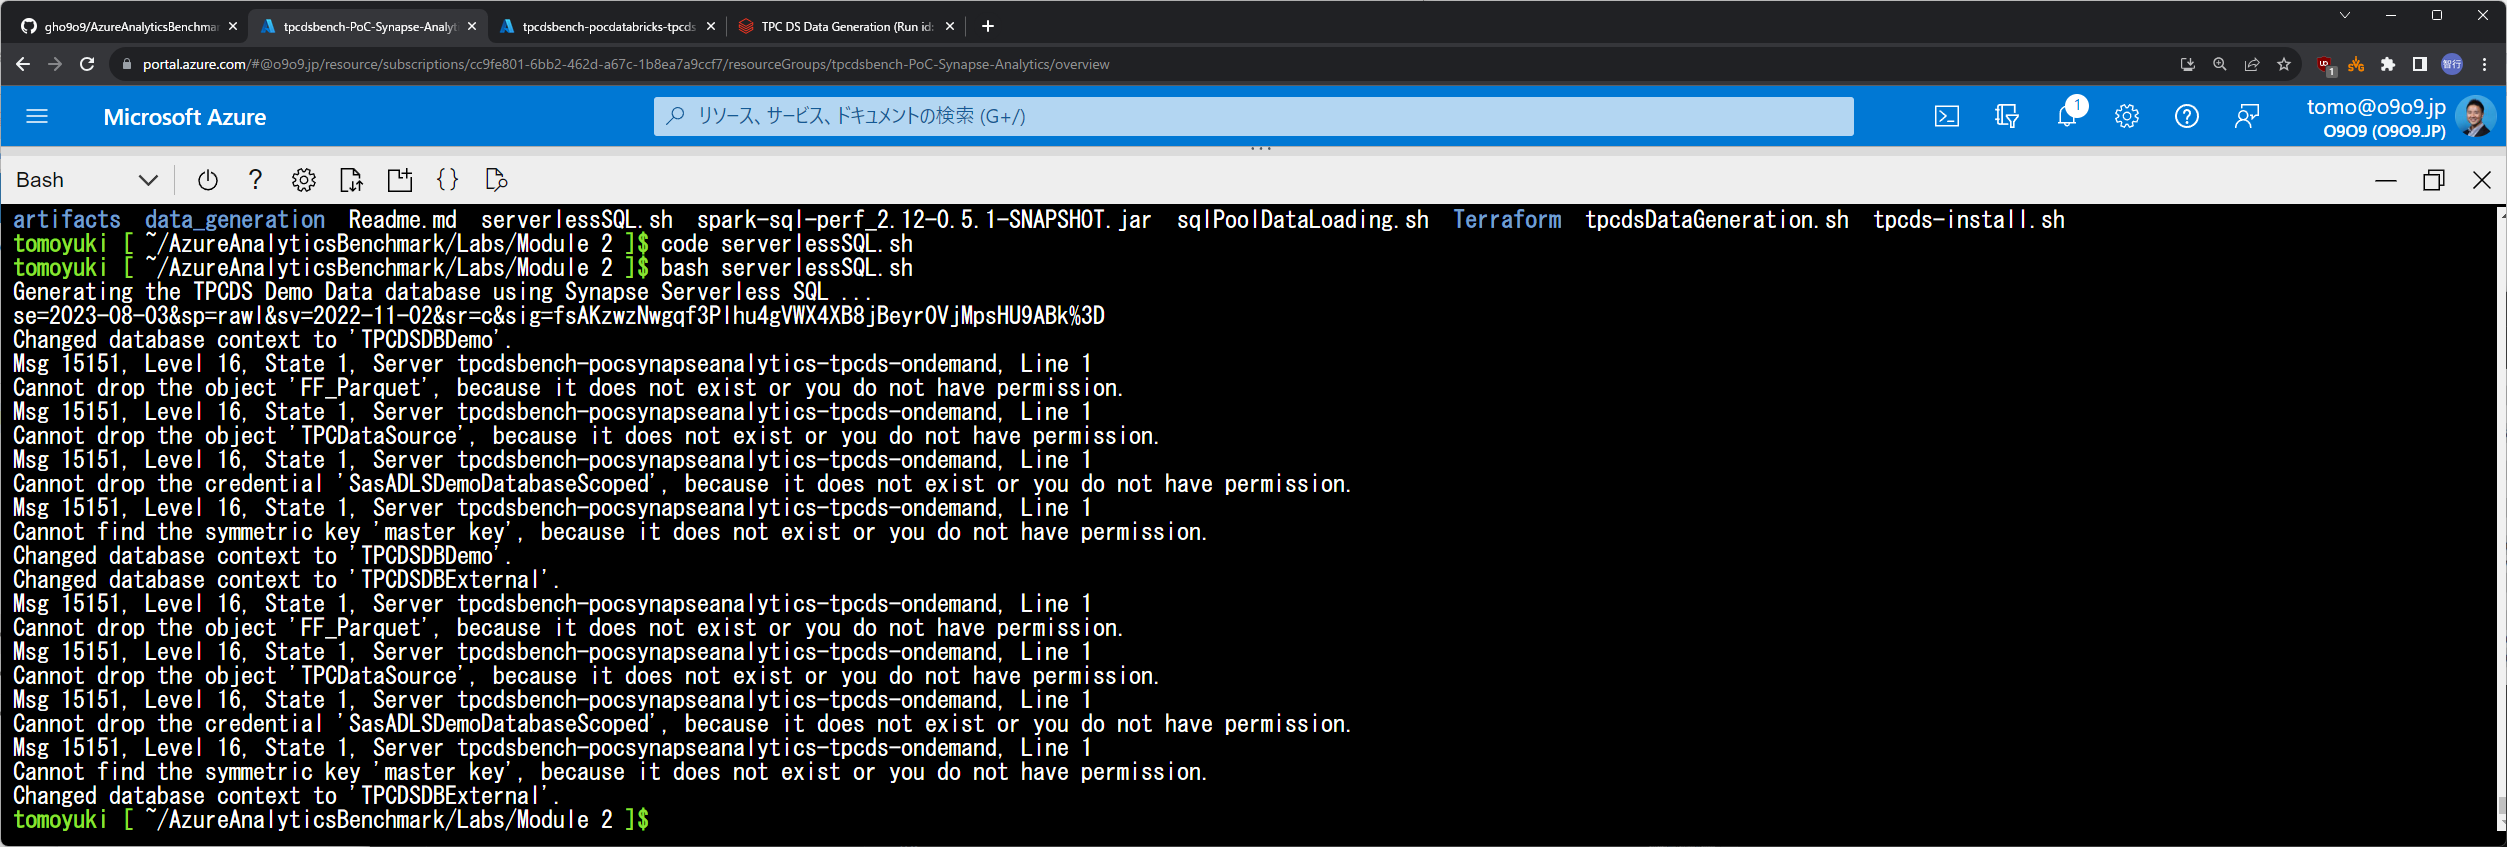 gho9o9/AzureAnalyticsBenchmar
tpcdsbench-PoC-Synapse-Analyt
tpcdsbench-pocdatabricks-tpcds
TPC DS Data Generation (Run id:
portal.azure.com/#@o9o9.jp/resource/subscriptions/cc9fe801-6bb2-462d-a67c-1b8ea7a9ccf7/resourceGroups/tpcdsbench-PoC-Synapse-Analytics/overview
1
智行
Microsoft Azure
リソース、サービス、ドキュメントの検索 (G+/)
1
tomo@o9o9.jp
O9O9 (O9O9.JP)
Bash
artifacts  data_generation  Readme.md  serverlessSQL.sh  spark-sql-perf_2.12-0.5.1-SNAPSHOT.jar  sqlPoolDataLoading.sh  Terraform  tpcdsDataGeneration.sh  tpcds-install.sh
tomoyuki [ ~/AzureAnalyticsBenchmark/Labs/Module 2 ]$ code serverlessSQL.sh
tomoyuki [ ~/AzureAnalyticsBenchmark/Labs/Module 2 ]$ bash serverlessSQL.sh
Generating the TPCDS Demo Data database using Synapse Serverless SQL ...
se=2023-08-03&sp=rawl&sv=2022-11-02&sr=c&sig=fsAKzwzNwgqf3Plhu4gVWX4XB8jBeyr0VjMpsHU9ABk%3D
Changed database context to 'TPCDSDBDemo'.
Msg 15151, Level 16, State 1, Server tpcdsbench-pocsynapseanalytics-tpcds-ondemand, Line 1
Cannot drop the object 'FF_Parquet', because it does not exist or you do not have permission.
Msg 15151, Level 16, State 1, Server tpcdsbench-pocsynapseanalytics-tpcds-ondemand, Line 1
Cannot drop the object 'TPCDataSource', because it does not exist or you do not have permission.
Msg 15151, Level 16, State 1, Server tpcdsbench-pocsynapseanalytics-tpcds-ondemand, Line 1
Cannot drop the credential 'SasADLSDemoDatabaseScoped', because it does not exist or you do not have permission.
Msg 15151, Level 16, State 1, Server tpcdsbench-pocsynapseanalytics-tpcds-ondemand, Line 1
Cannot find the symmetric key 'master key', because it does not exist or you do not have permission.
Changed database context to 'TPCDSDBDemo'.
Changed database context to 'TPCDSDBExternal'.
Msg 15151, Level 16, State 1, Server tpcdsbench-pocsynapseanalytics-tpcds-ondemand, Line 1
Cannot drop the object 'FF_Parquet', because it does not exist or you do not have permission.
Msg 15151, Level 16, State 1, Server tpcdsbench-pocsynapseanalytics-tpcds-ondemand, Line 1
Cannot drop the object 'TPCDataSource', because it does not exist or you do not have permission.
Msg 15151, Level 16, State 1, Server tpcdsbench-pocsynapseanalytics-tpcds-ondemand, Line 1
Cannot drop the credential 'SasADLSDemoDatabaseScoped', because it does not exist or you do not have permission.
Msg 15151, Level 16, State 1, Server tpcdsbench-pocsynapseanalytics-tpcds-ondemand, Line 1
Cannot find the symmetric key 'master key', because it does not exist or you do not have permission.
Changed database context to 'TPCDSDBExternal'.
tomoyuki [ ~/AzureAnalyticsBenchmark/Labs/Module 2 ]$